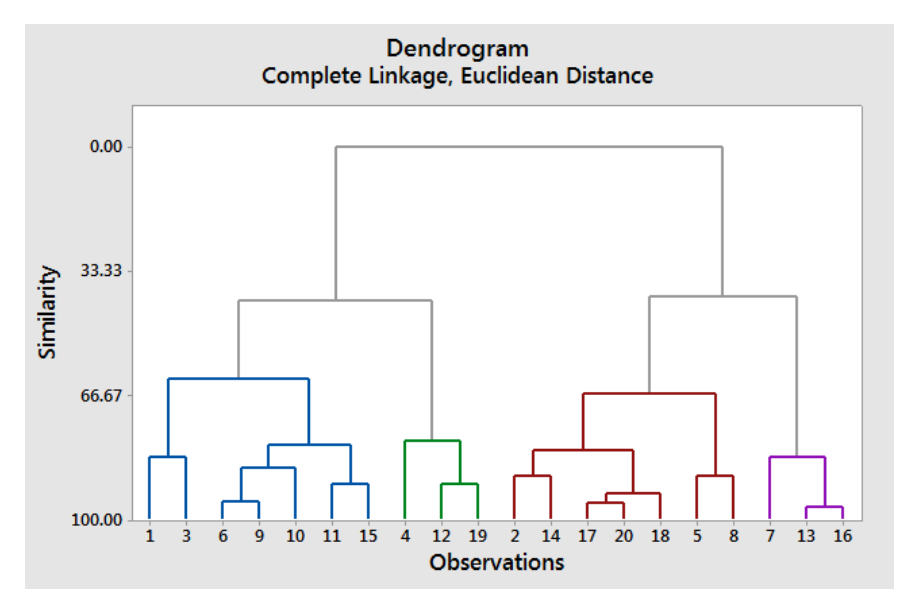 Dendrogram
Complete Linkage, Euclidean Distance
0.00
33.33
66.67
100.00
Similarity
1 3 6 9 10 11 15 4 12 19 2 14 17 20 18 5 8 7 13 16
Observations